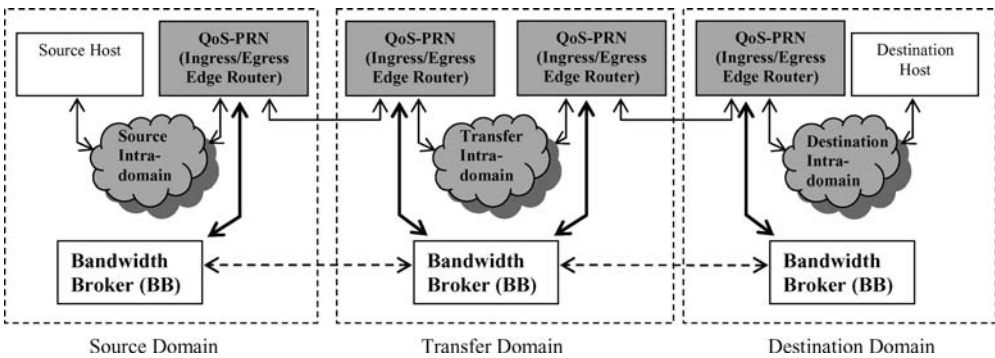 Source Host
QoS-PRN
(Ingress/Egress
Edge Router)
Source
Intra-
domain
Bandwidth
Broker (BB)
Source Domain
QoS-PRN
(Ingress/Egress
Edge Router)
QoS-PRN
(Ingress/Egress
Edge Router)
Transfer
Intra-
domain
Bandwidth
Broker (BB)
Transfer Domain
QoS-PRN
(Ingress/Egress
Edge Router)
Destination
Host
Destination
Intra-
domain
Bandwidth
Broker (BB)
Destination Domain